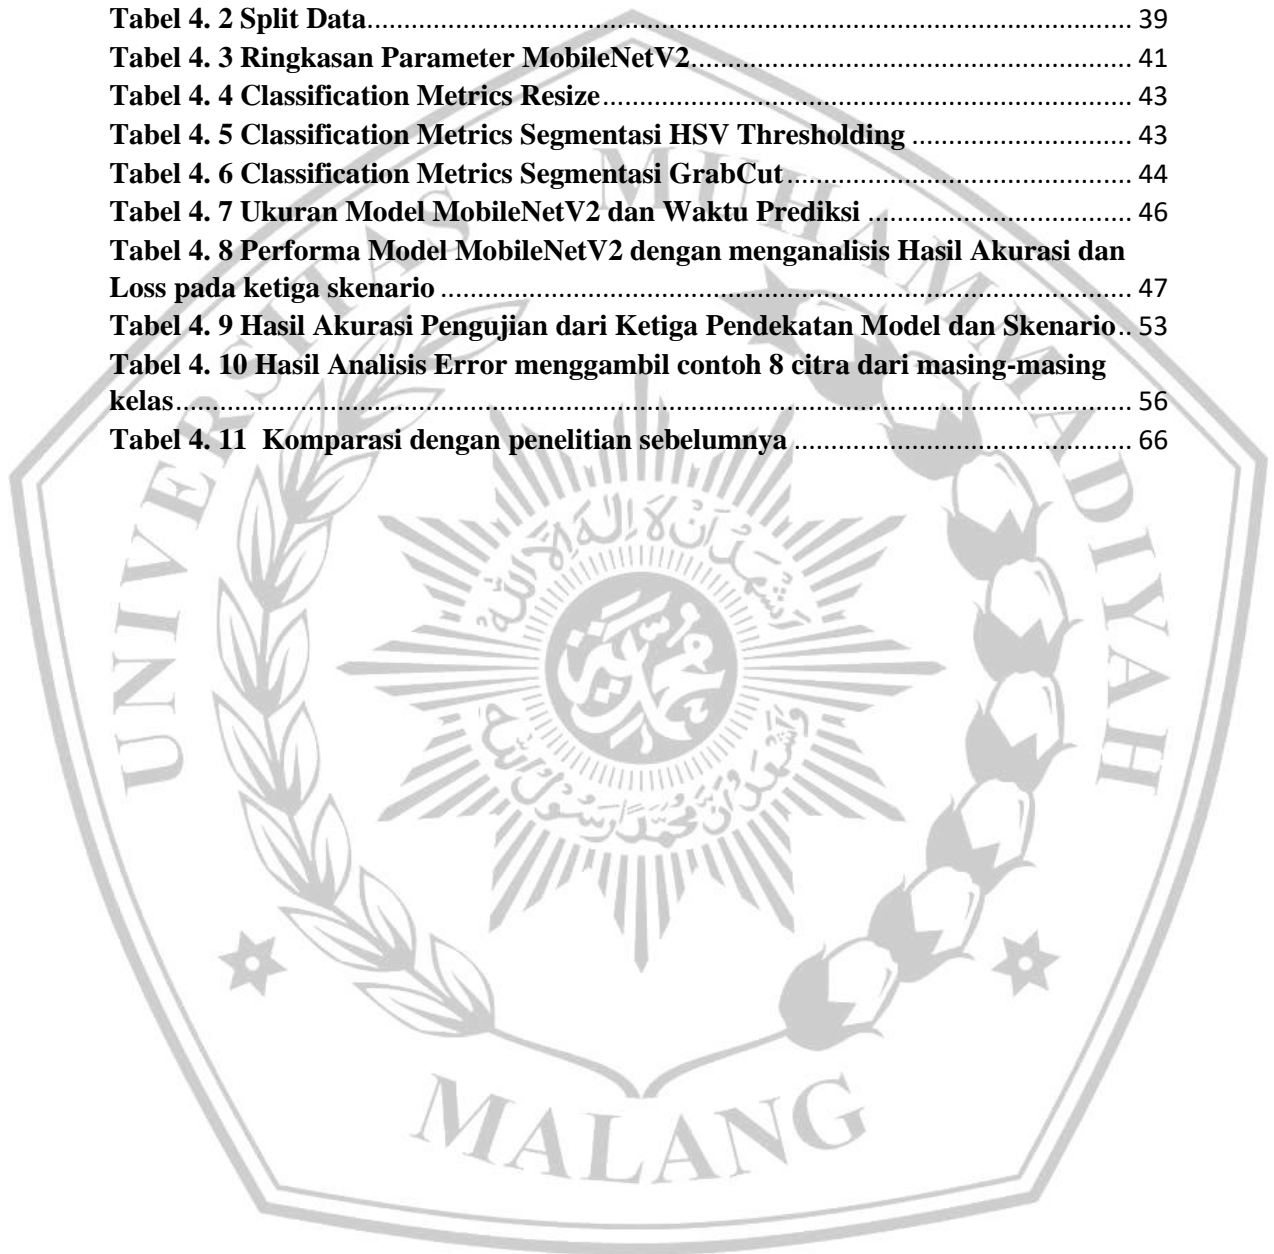 Tabel 4. 2 Split Data........................................................................ 39
Tabel 4. 3 Ringkasan Parameter MobileNetV2........................................ 41
Tabel 4. 4 Classification Metrics Resize.................................................. 43
Tabel 4. 5 Classification Metrics Segmentasi HSV Thresholding .................... 43
Tabel 4. 6 Classification Metrics Segmentasi GrabCut............................... 44
Tabel 4. 7 Ukuran Model MobileNetV2 dan Waktu Prediksi ......................... 46
Tabel 4. 8 Performa Model MobileNetV2 dengan menganalisis Hasil Akurasi dan
Loss pada ketiga skenario ................................................................. 47
Tabel 4. 9 Hasil Akurasi Pengujian dari Ketiga Pendekatan Model dan Skenario.. 53
Tabel 4. 10 Hasil Analisis Error menggambil contoh 8 citra dari masing-masing
kelas.......................................................................................... 56
Tabel 4. 11  Komparasi dengan penelitian sebelumnya ................................ 66
UNIVERSITAS MUHAMMADIYAH
MALANG